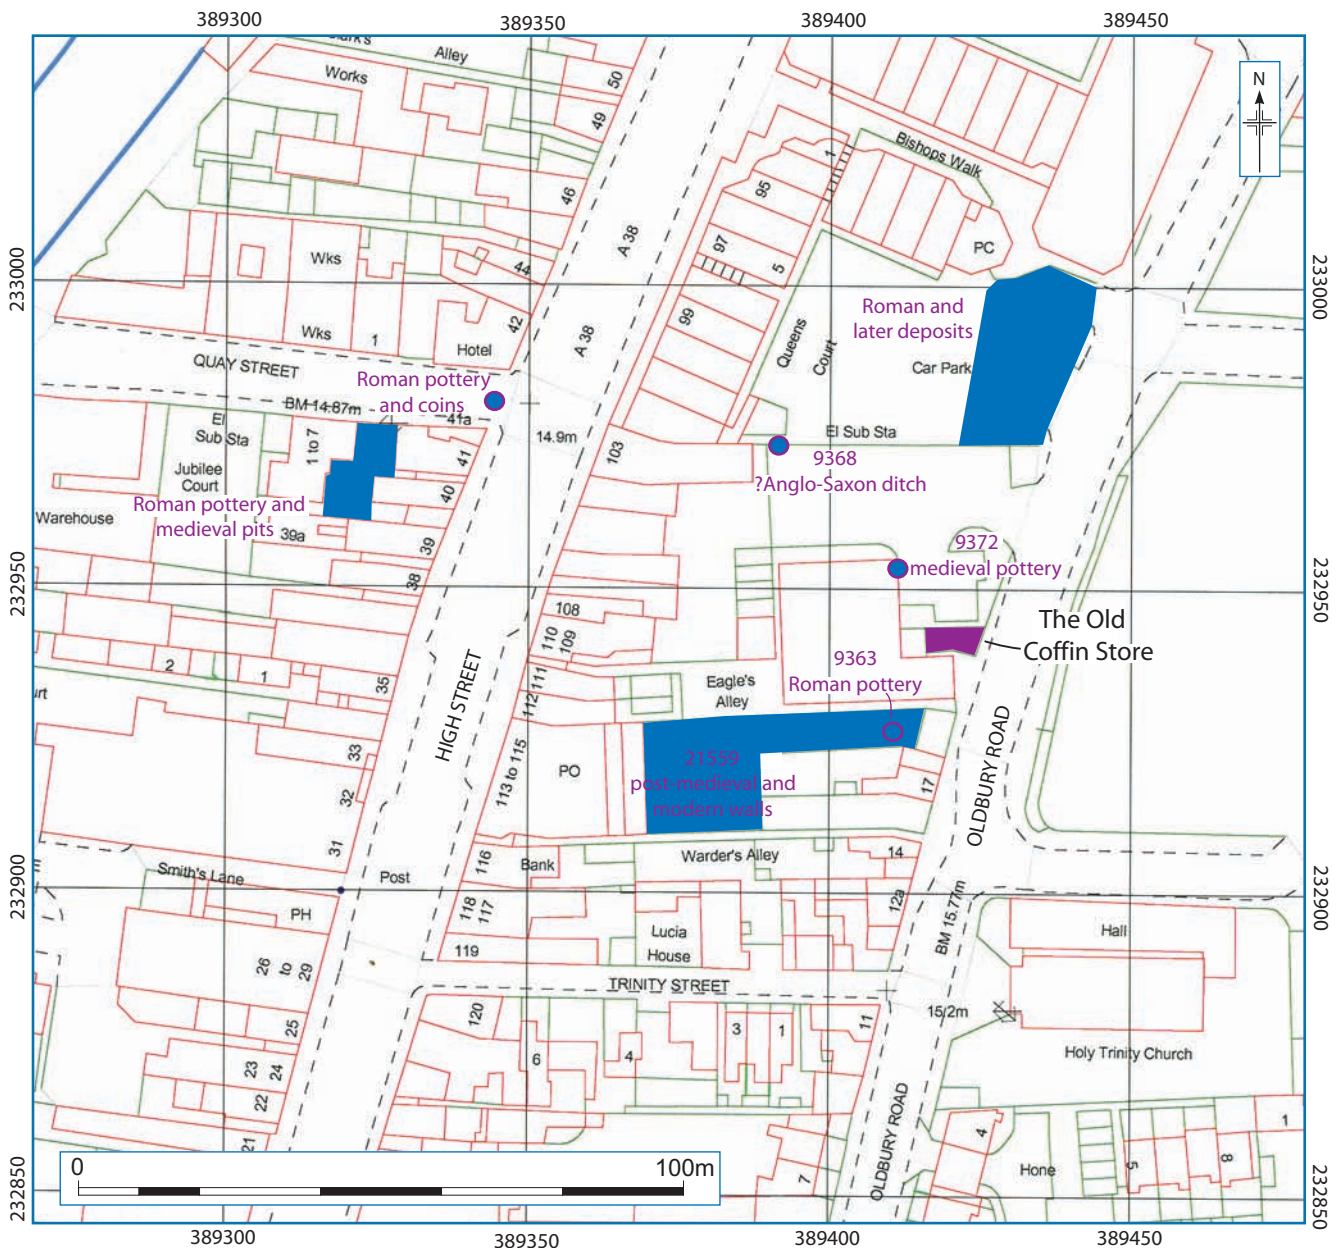 389300
389350
389400
389450
Alley
Works
50
49
46
44
42
Wks
Wks
1
Hotel
QUAY STREET
A 38
A 38
Bishops Walk
1
95
97
5
99
PC
N
233000
233000
Roman and
later deposits
Queens
Court
Car Park
Roman pottery
and coins
BM 14.87m
41a
14.9m
El
Sub Sta
1 to 7
Jubilee
Court
41
40
103
El Sub Sta
9368
?Anglo-Saxon ditch
Roman pottery and
medieval pits
Warehouse
39a
39
38
9372
medieval pottery
232950
232950
108
110
109
The Old
Coffin Store
9363
Roman pottery
2
1
35
111
112
Eagle's
Alley
HIGH STREET
OLDBURY ROAD
33
32
31
113 to 115
PO
21559
post-medieval and
modern walls
17
Smith's Lane
Post
116
Bank
Warder's Alley
14
232900
232900
PH
118
117
12a
BM 15.77m
Lucia
House
Hall
26
to
29
119
TRINITY STREET
25
120
6
4
3
1
11
15.2m
Holy Trinity Church
23
24
22
21
OLDBURY ROAD
4
Hone
5
8
1
7
0
100m
232850
232850
389300
389350
389400
389450